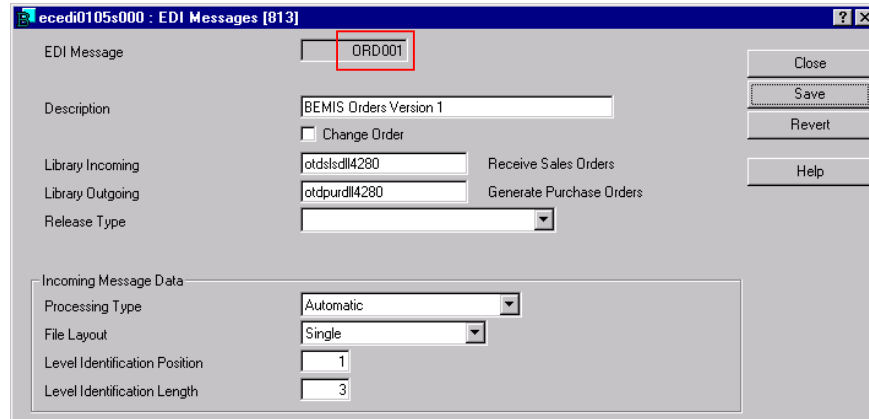 ecedi0105s000 : EDI Messages [813]
EDI Message ORD001
Close
Description BEMIS Orders Version 1
Save
Change Order
Revert
Library Incoming otdslsdll4280 Receive Sales Orders
Help
Library Outgoing otdpurdll4280 Generate Purchase Orders
Release Type
Incoming Message Data
Processing Type Automatic
File Layout Single
Level Identification Position 1
Level Identification Length 3